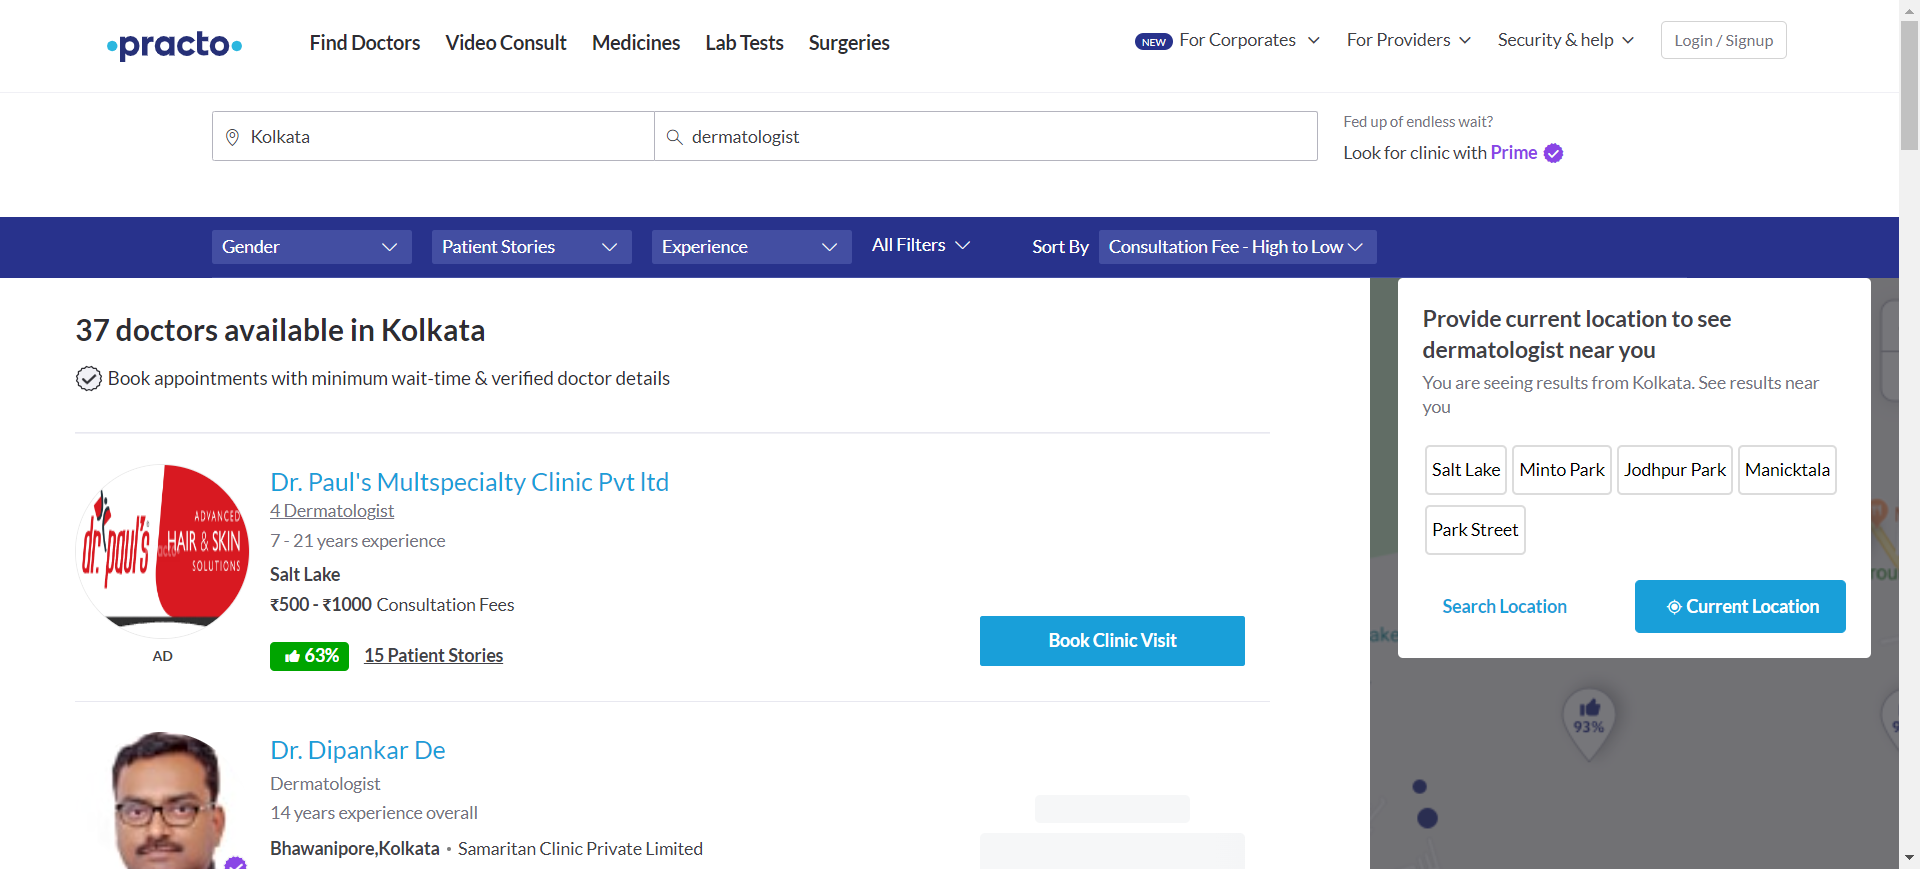 practo
Find Doctors
Video Consult
Medicines
Lab Tests
Surgeries
NEW For Corporates
For Providers
Security & help
Login / Signup
Kolkata
dermatologist
Fed up of endless wait?
Look for clinic with Prime
Gender
Patient Stories
Experience
All Filters
Sort By
Consultation Fee - High to Low
37 doctors available in Kolkata
Book appointments with minimum wait-time & verified doctor details
dr. paul's
ADVANCED
HAIR & SKIN
SOLUTIONS
AD
Dr. Paul's Multspecialty Clinic Pvt ltd
4 Dermatologist
7 - 21 years experience
Salt Lake
₹500 - ₹1000 Consultation Fees
63%
15 Patient Stories
Book Clinic Visit
Dr. Dipankar De
Dermatologist
14 years experience overall
Bhawanipore,Kolkata • Samaritan Clinic Private Limited
Provide current location to see
dermatologist near you
You are seeing results from Kolkata. See results near
you
Salt Lake
Minto Park
Jodhpur Park
Manicktala
Park Street
Search Location
Current Location
93%